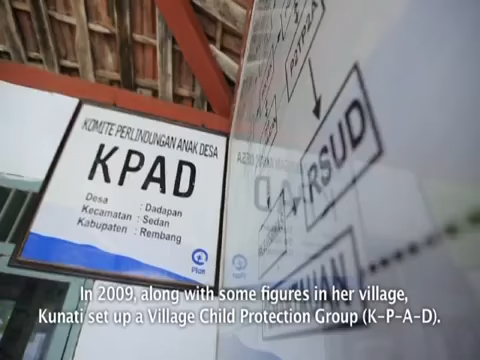 KOMITE PERLINDUNGAN ANAK DESA
KPAD
Desa : Dadapan
Kecamatan : Sedan
Kabupaten : Rembang
Plan
P2TP2A
RSUD
In 2009, along with some figures in her village,
Kunati set up a Village Child Protection Group (K-P-A-D).